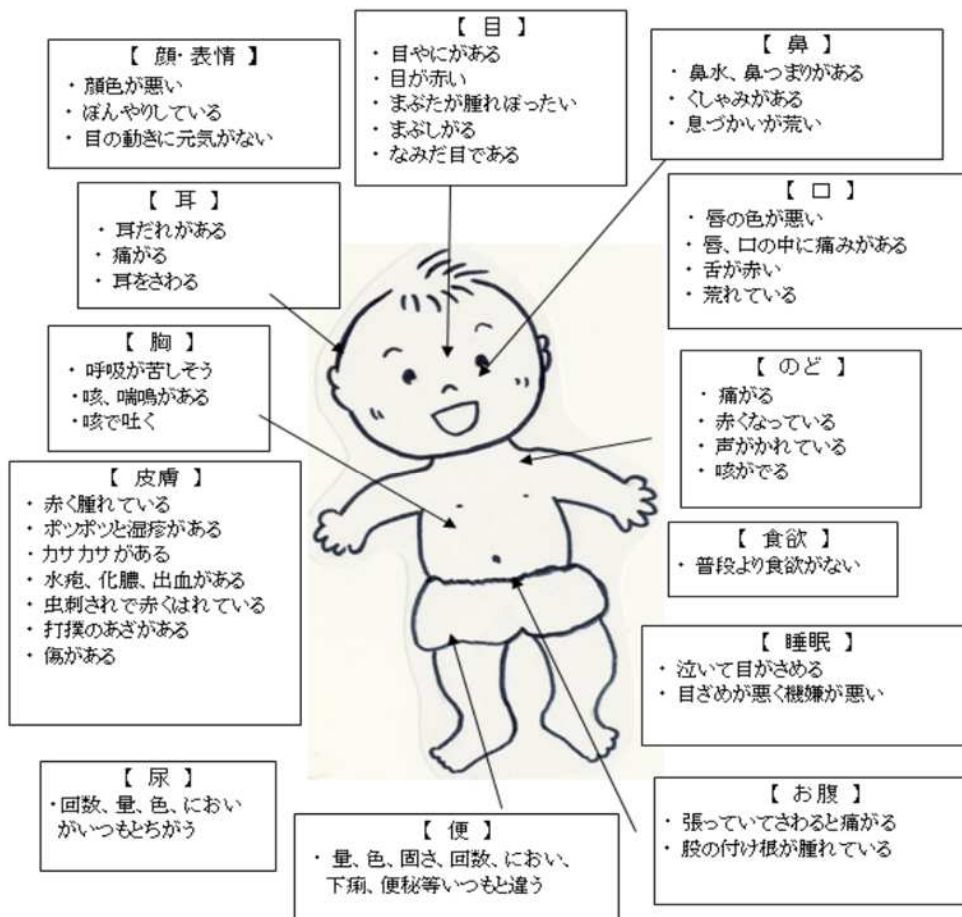 【 顔・表情 】
・ 顔色が悪い
・ ぼんやりしている
・ 目の動きに元気がない
【 目 】
・ 目やにがある
・ 目が赤い
・ まぶたが腫れぼったい
・ まぶしがる
・ なみだ目である
【 鼻 】
・ 鼻水、鼻つまりがある
・ くしゃみがある
・ 息づかいが荒い
【 耳 】
・ 耳だれがある
・ 痛がる
・ 耳をさわる
【 口 】
・ 唇の色が悪い
・ 唇、口の中に痛みがある
・ 舌が赤い
・ 荒れている
【 胸 】
・ 呼吸が苦しそう
・咳、喘鳴がある
・咳で吐く
【 のど 】
・ 痛がる
・ 赤くなっている
・ 声がかれている
・ 咳がでる
【 皮膚 】
・ 赤く腫れている
・ ポツポツと湿疹がある
・ カサカサがある
・ 水疱、化膿、出血がある
・ 虫刺されで赤くはれている
・ 打撲のあざがある
・ 傷がある
【 食欲 】
・ 普段より食欲がない
【 睡眠 】
・ 泣いて目がさめる
・ 目ざめが悪く機嫌が悪い
【 尿 】
・回数、量、色、におい
がいつもとちがう
【 便 】
・ 量、色、固さ、回数、におい、
下痢、便秘等いつもと違う
【 お腹 】
・ 張っていてさわると痛がる
・ 股の付け根が腫れている